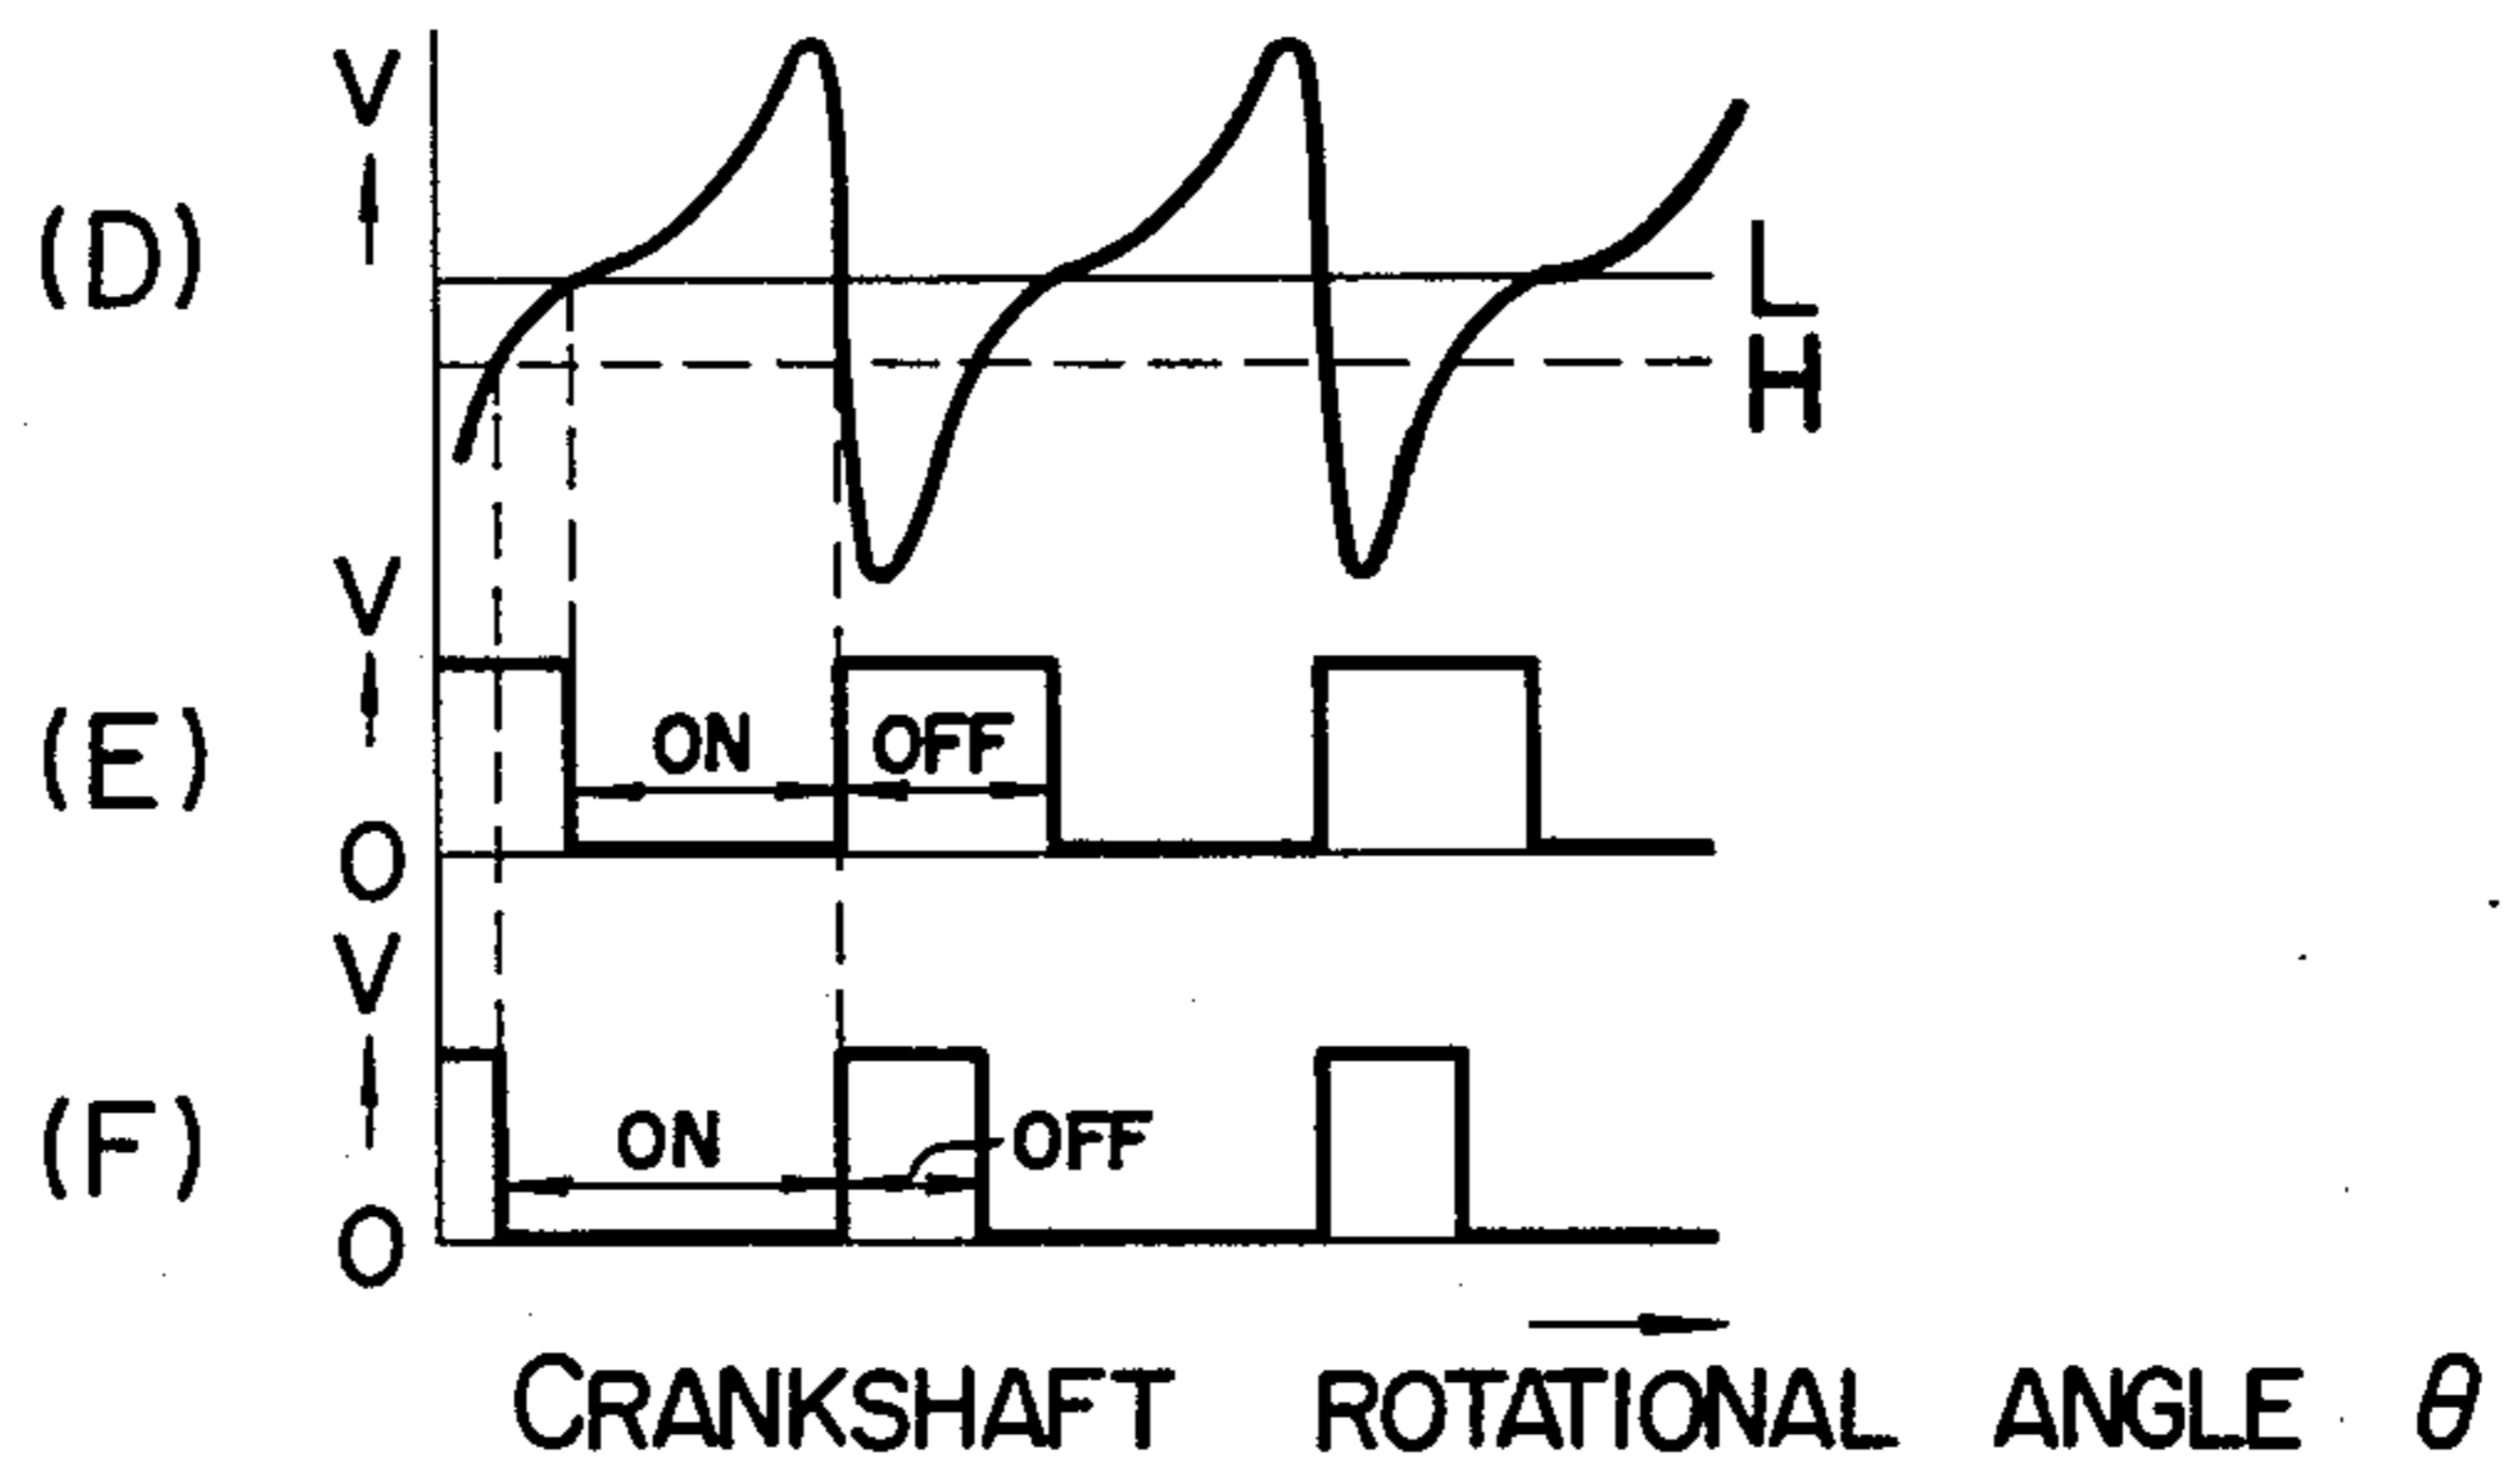 V
(D)
L
H
V
(E)
ON OFF
O
V
(F)
ON OFF
O
CRANKSHAFT ROTATIONAL ANGLE θ